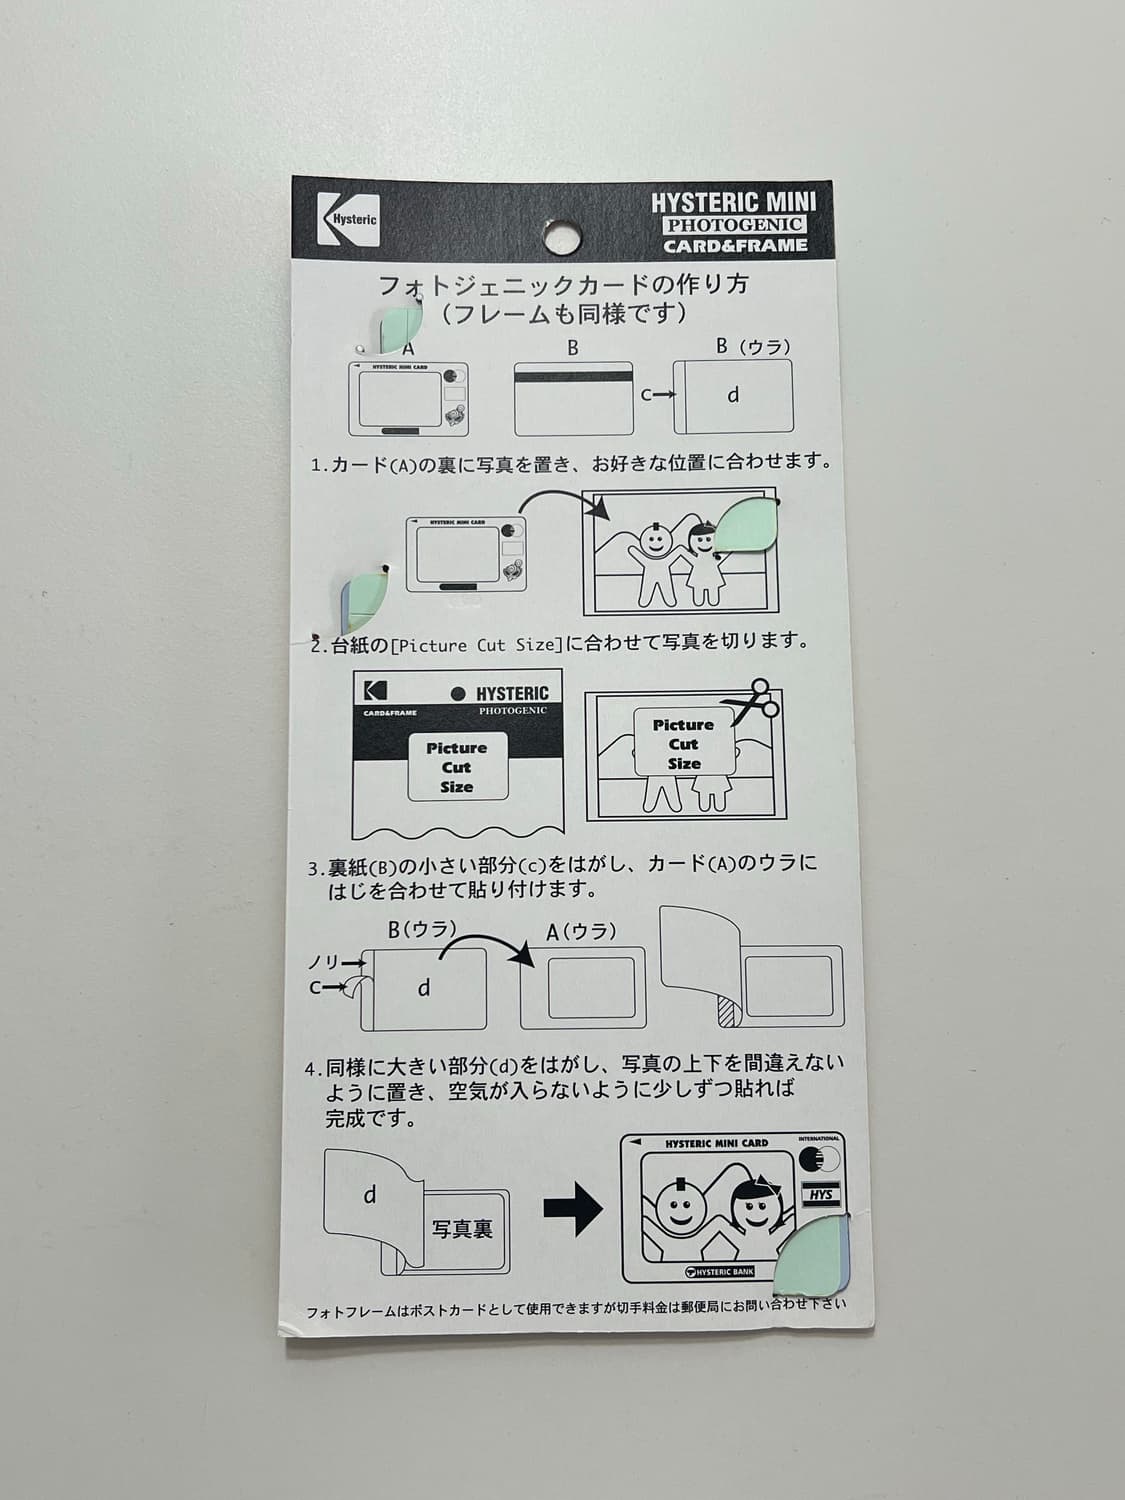 Hysteric
HYSTERIC MINI
PHOTOGENIC
CARD&FRAME
フォトジェニックカードの作り方
(フレームも同様です)
A
B
B (ウラ)
HYSTERIC MINI CARD
c
d
1.カード(A)の裏に写真を置き、お好きな位置に合わせます。
HYSTERIC MINI CARD
2.台紙の[Picture Cut Size]に合わせて写真を切ります。
HYSTERIC
CARD&FRAME
PHOTOGENIC
Picture
Cut
Size
Picture
Cut
Size
3.裏紙(B)の小さい部分(c)をはがし、カード(A)のウラに
はじを合わせて貼り付けます。
B(ウラ)
A(ウラ)
ノリ
c
d
4.同様に大きい部分(d)をはがし、写真の上下を間違えない
ように置き、空気が入らないように少しずつ貼れば
完成です。
d
写真裏
HYSTERIC MINI CARD
INTERNATIONAL
HYS
HYSTERIC BANK
フォトフレームはポストカードとして使用できますが切手料金は郵便局にお問い合わせ下さい